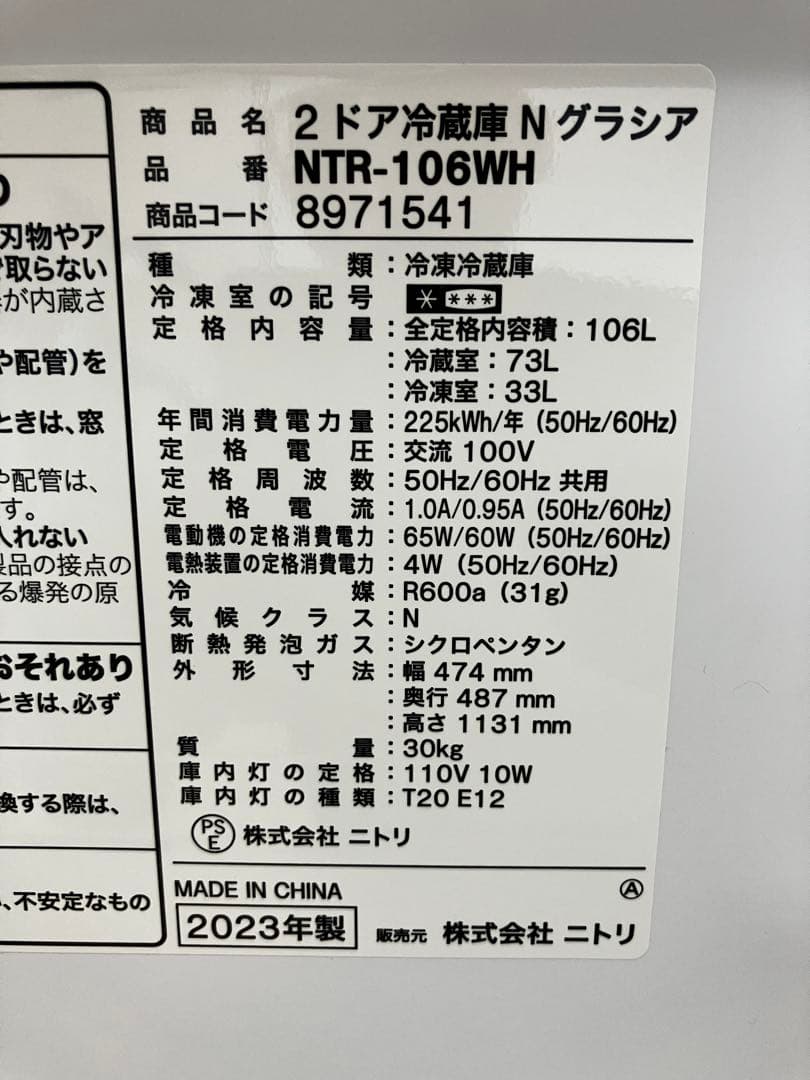 刃物やア
取らない
が内蔵さ
や配管)を
ときは、窓
や配管は、
す。
入れない
製品の接点の
る爆発の原
おそれあり
ときは、必ず
換する際は、
、不安定なもの
商品名 2ドア冷蔵庫 N グラシア
品番 NTR-106WH
商品コード 8971541
種類:冷凍冷蔵庫
冷凍室の記号 * ***
定格内容量:全定格内容積:106L
:冷蔵室:73L
:冷凍室:33L
年間消費電力量:225kWh/年 (50Hz/60Hz)
定格電圧:交流 100V
定格周波数:50Hz/60Hz 共用
定格電流:1.0A/0.95A (50Hz/60Hz)
電動機の定格消費電力:65W/60W (50Hz/60Hz)
電熱装置の定格消費電力:4W (50Hz/60Hz)
冷媒:R600a (31g)
気候クラス:N
断熱発泡ガス:シクロペンタン
外形寸法:幅 474 mm
:奥行 487 mm
:高さ 1131 mm
質量:30kg
庫内灯の定格:110V 10W
庫内灯の種類:T20 E12
PSE 株式会社 ニトリ
MADE IN CHINA Ⓐ
2023年製 販売元 株式会社 ニトリ